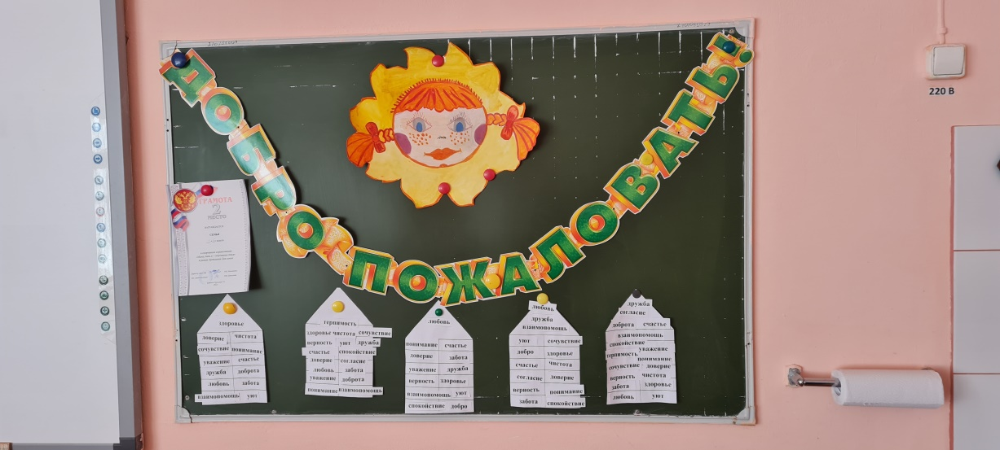 ДОБРО ПОЖАЛОВАТЬ!
220 В
ГРАМОТА
2
МЕСТО
здоровье
доверие чистота
сочувствие понимание
уважение счастье
дружба доброта
любовь забота
взаимопомощь уют
терпимость
здоровье чистота сочувствие
верность уют дружба
счастье спокойствие
доверие согласие
любовь забота
уважение доброта
понимание взаимопомощь
любовь
понимание счастье
доверие забота
уважение дружба
верность здоровье
взаимопомощь уют
спокойствие добро
любовь
дружба
взаимопомощь
уют сочувствие
добро здоровье
счастье чистота
согласие доверие
верность понимание
забота спокойствие
дружба
согласие
доброта счастье
взаимопомощь
спокойствие
уважение
терпимость
понимание
сочувствие доверие
верность чистота
забота здоровье
любовь уют